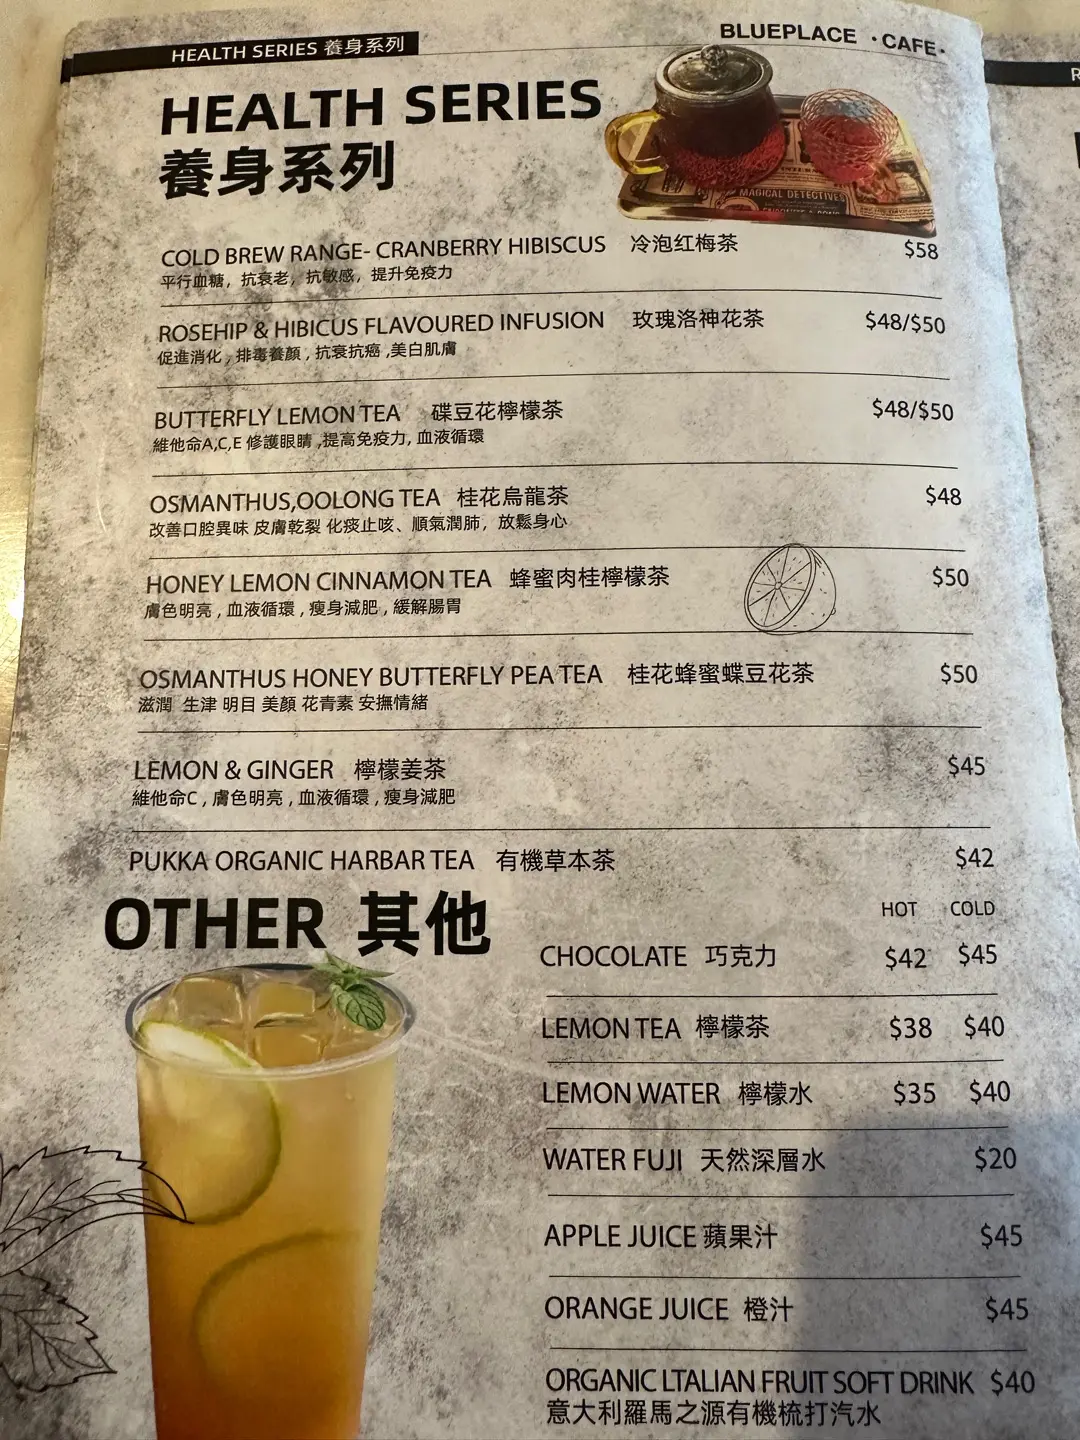 HEALTH SERIES 養身系列
BLUEPLACE ·CAFE·
HEALTH SERIES
養身系列
MAGICAL DETECTIVES
COLD BREW RANGE- CRANBERRY HIBISCUS 冷泡红梅茶 $58
平行血糖，抗衰老，抗敏感，提升免疫力
ROSEHIP & HIBICUS FLAVOURED INFUSION 玫瑰洛神花茶 $48/$50
促進消化 , 排毒養顏 , 抗衰抗癌 ,美白肌膚
BUTTERFLY LEMON TEA 碟豆花檸檬茶 $48/$50
維他命A,C,E 修護眼睛 ,提高免疫力, 血液循環
OSMANTHUS,OOLONG TEA 桂花烏龍茶 $48
改善口腔異味 皮膚乾裂 化痰止咳、順氣潤肺，放鬆身心
HONEY LEMON CINNAMON TEA 蜂蜜肉桂檸檬茶 $50
膚色明亮 , 血液循環 , 瘦身減肥 , 緩解腸胃
OSMANTHUS HONEY BUTTERFLY PEA TEA 桂花蜂蜜蝶豆花茶 $50
滋潤 生津 明目 美顏 花青素 安撫情緒
LEMON & GINGER 檸檬姜茶 $45
維他命C , 膚色明亮 , 血液循環 , 瘦身減肥
PUKKA ORGANIC HARBAR TEA 有機草本茶 $42
OTHER 其他
HOT COLD
CHOCOLATE 巧克力 $42 $45
LEMON TEA 檸檬茶 $38 $40
LEMON WATER 檸檬水 $35 $40
WATER FUJI 天然深層水 $20
APPLE JUICE 蘋果汁 $45
ORANGE JUICE 橙汁 $45
ORGANIC LTALIAN FRUIT SOFT DRINK $40
意大利羅馬之源有機梳打汽水